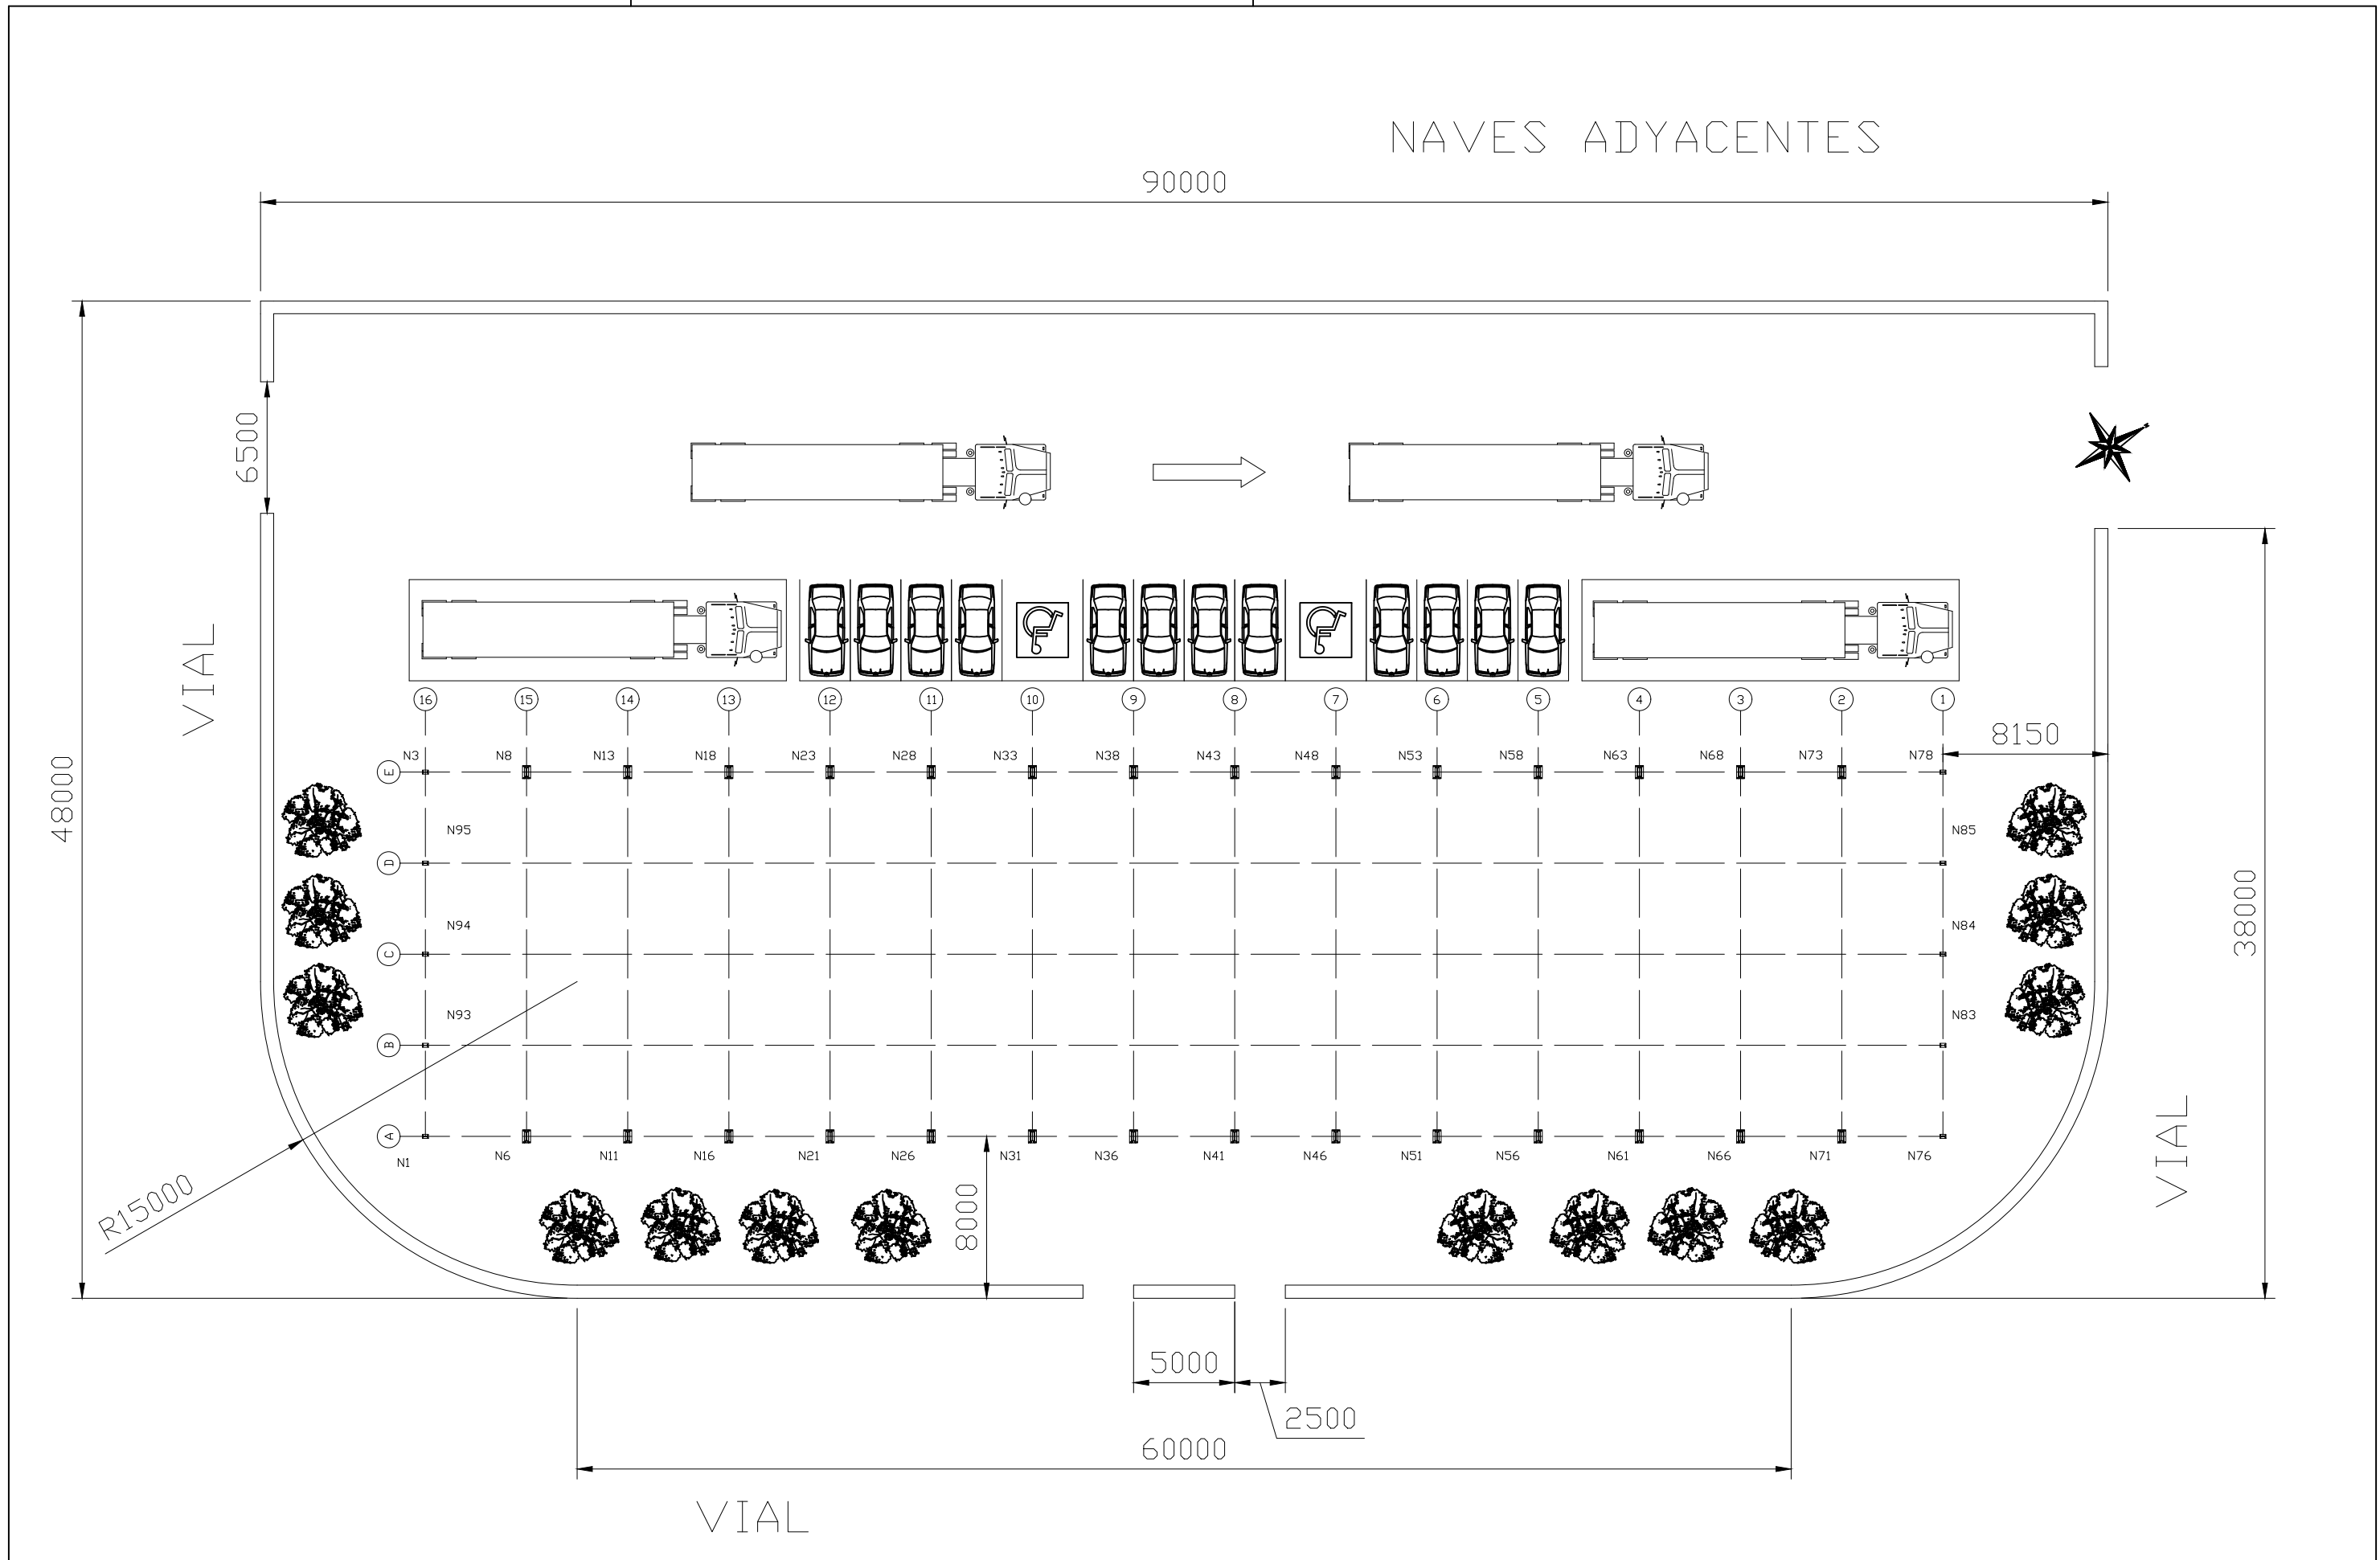 NAVES ADYACENTES
90000
6500
48000
VIAL
16 15 14 13 12 11 10 9 8 7 6 5 4 3 2 1
8150
N3 N8 N13 N18 N23 N28 N33 N38 N43 N48 N53 N58 N63 N68 N73 N78
E
N95 N85
D
38000
N94 N84
C
N93 N83
B
A
N1 N6 N11 N16 N21 N26 N31 N36 N41 N46 N51 N56 N61 N66 N71 N76
VIAL
R15000
8000
5000
2500
60000
VIAL